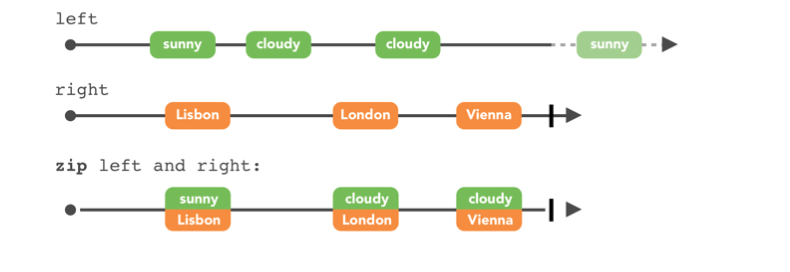 left
sunny cloudy cloudy sunny
right
Lisbon London Vienna
zip left and right:
sunny cloudy cloudy
Lisbon London Vienna